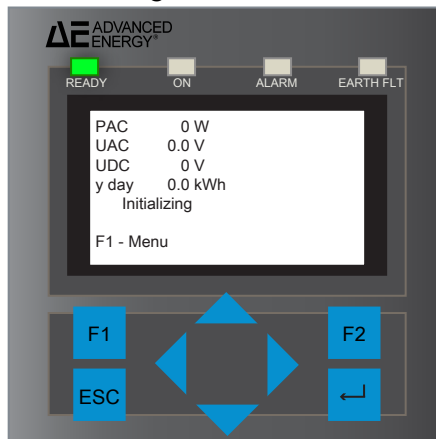 AE ADVANCED
ENERGY®
READY ON ALARM EARTH FLT
PAC 0 W
UAC 0.0 V
UDC 0 V
y day 0.0 kWh
Initializing
F1 - Menu
F1 F2
ESC